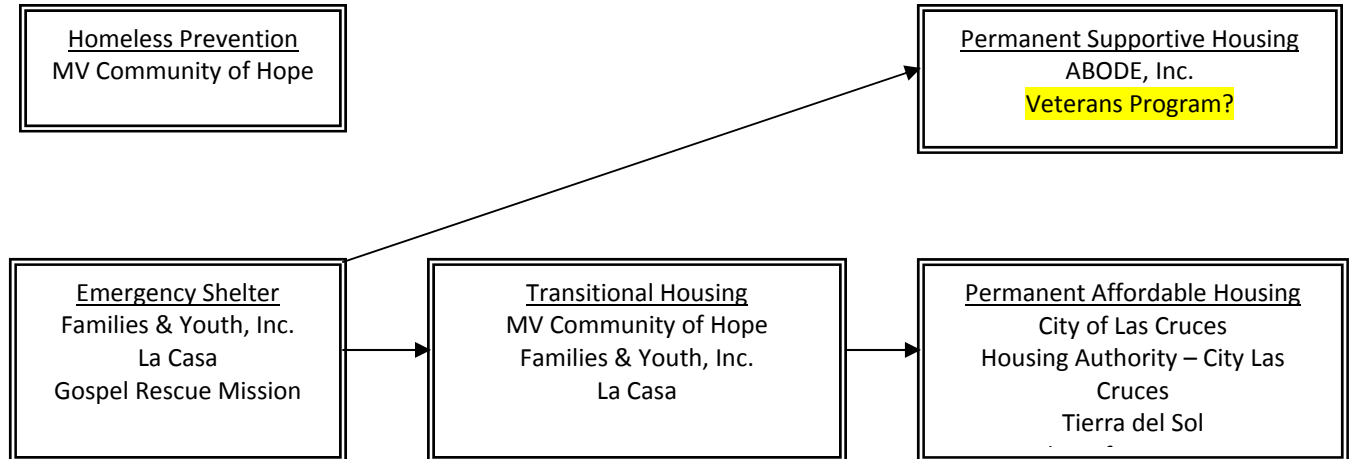 Homeless Prevention
MV Community of Hope
Permanent Supportive Housing
ABODE, Inc.
Veterans Program?
Emergency Shelter
Families & Youth, Inc.
La Casa
Gospel Rescue Mission
Transitional Housing
MV Community of Hope
Families & Youth, Inc.
La Casa
Permanent Affordable Housing
City of Las Cruces
Housing Authority – City Las
Cruces
Tierra del Sol